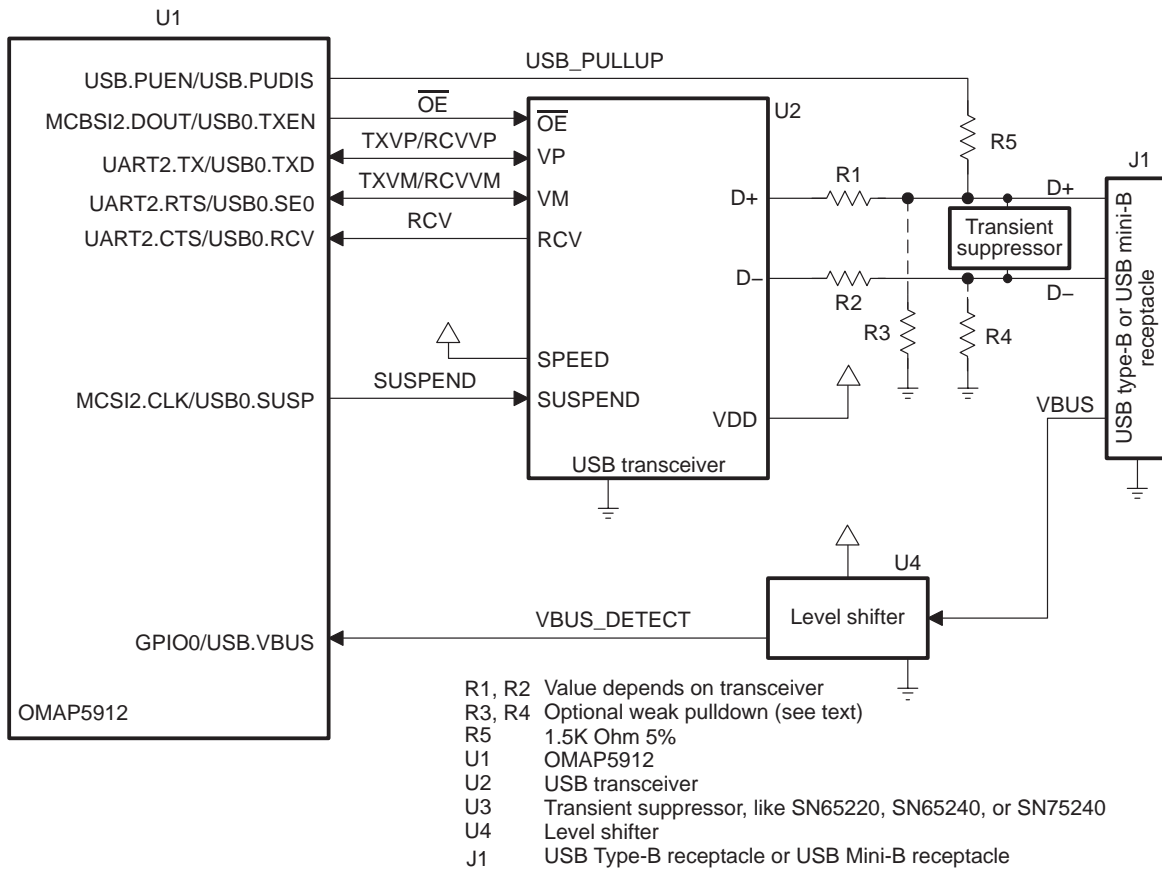 U1
USB_PULLUP
USB.PUEN/USB.PUDIS
OE
U2
MCBSI2.DOUT/USB0.TXEN
OE
R5
TXVP/RCVVP
UART2.TX/USB0.TXD
VP
R1
J1
TXVM/RCVVM
UART2.RTS/USB0.SE0
VM
D+
D+
RCV
UART2.CTS/USB0.RCV
RCV
Transient
suppressor
D–
D–
R2
R3
R4
USB type-B or USB mini-B
receptacle
SPEED
SUSPEND
MCSI2.CLK/USB0.SUSP
SUSPEND
VDD
VBUS
USB transceiver
U4
VBUS_DETECT
Level shifter
GPIO0/USB.VBUS
OMAP5912
R1, R2 Value depends on transceiver
R3, R4 Optional weak pulldown (see text)
R5 1.5K Ohm 5%
U1 OMAP5912
U2 USB transceiver
U3 Transient suppressor, like SN65220, SN65240, or SN75240
U4 Level shifter
J1 USB Type-B receptacle or USB Mini-B receptacle